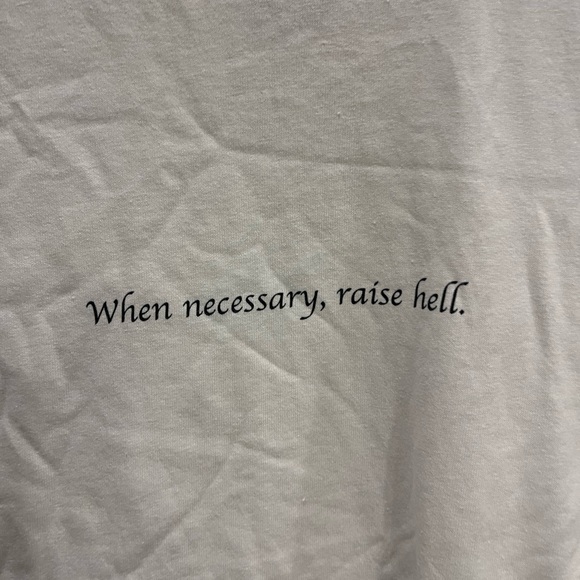 When necessary, raise hell.